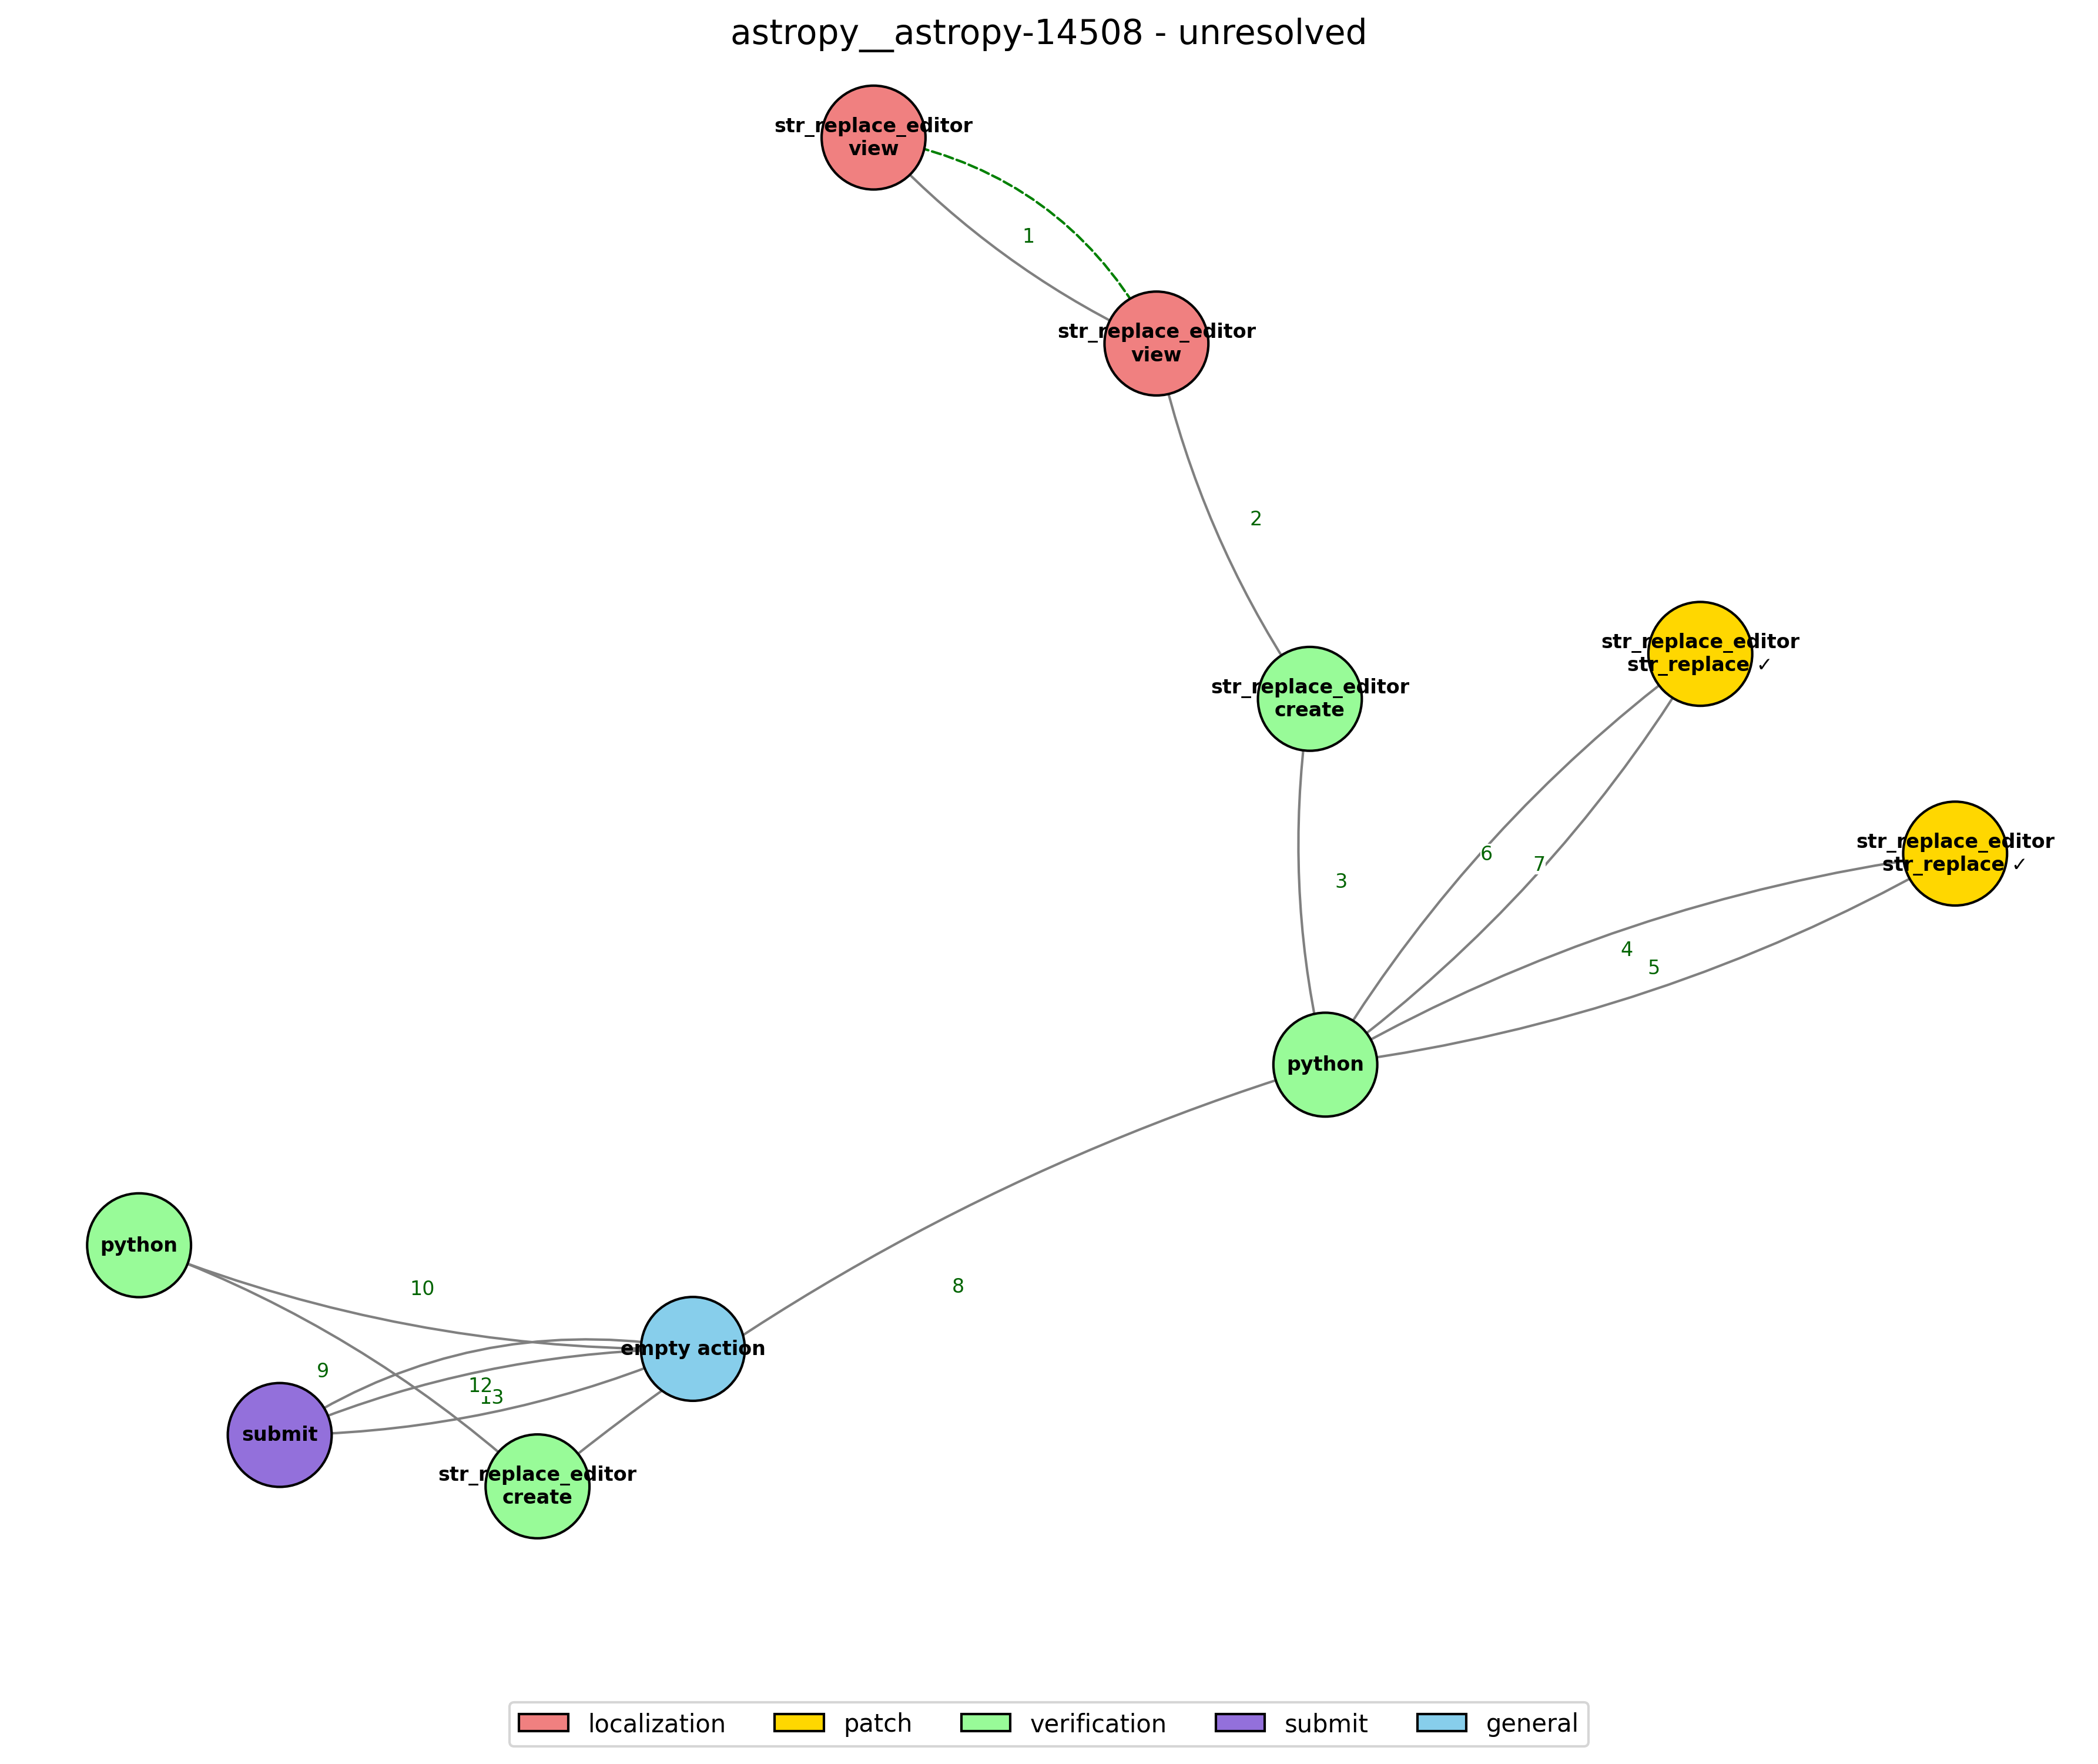 astropy__astropy-14508 - unresolved
str_replace_editor
view
1
str_replace_editor
view
2
str_replace_editor
str_replace ✓
str_replace_editor
create
str_replace_editor
str_replace ✓
6
7
3
4
5
python
python
8
10
empty action
9
12
13
submit
str_replace_editor
create
localization
patch
verification
submit
general